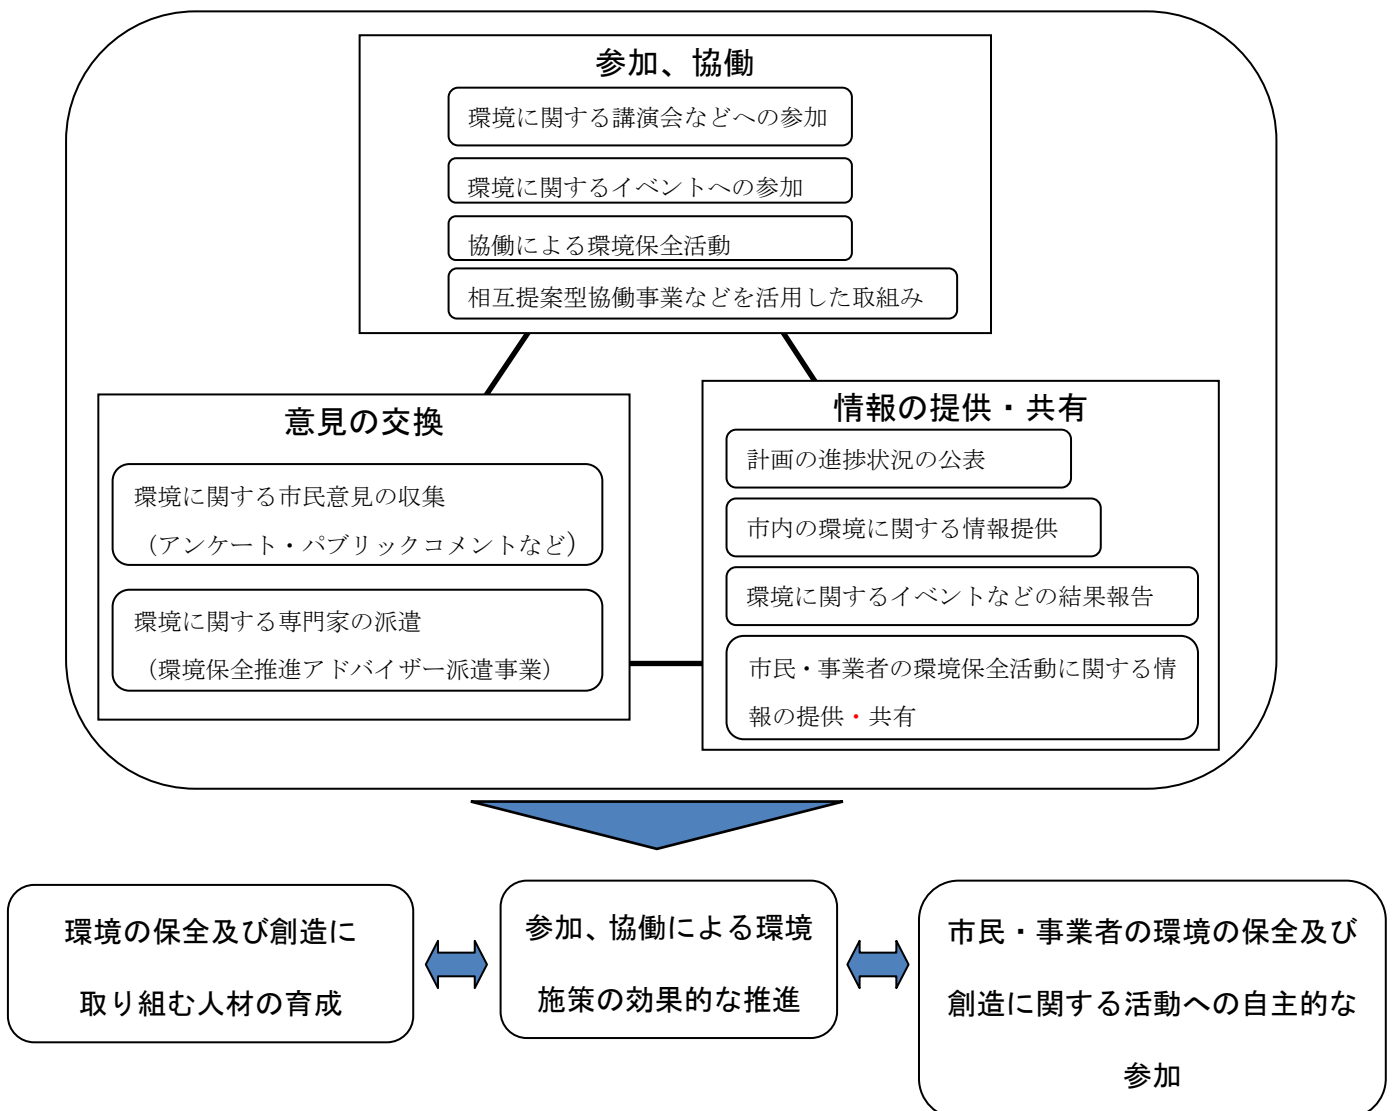 参加、協働
環境に関する講演会などへの参加
環境に関するイベントへの参加
協働による環境保全活動
相互提案型協働事業などを活用した取組み
意見の交換
環境に関する市民意見の収集
（アンケート・パブリックコメントなど）
環境に関する専門家の派遣
（環境保全推進アドバイザー派遣事業）
情報の提供・共有
計画の進捗状況の公表
市内の環境に関する情報提供
環境に関するイベントなどの結果報告
市民・事業者の環境保全活動に関する情
報の提供・共有
環境の保全及び創造に
取り組む人材の育成
参加、協働による環境
施策の効果的な推進
市民・事業者の環境の保全及び
創造に関する活動への自主的な
参加